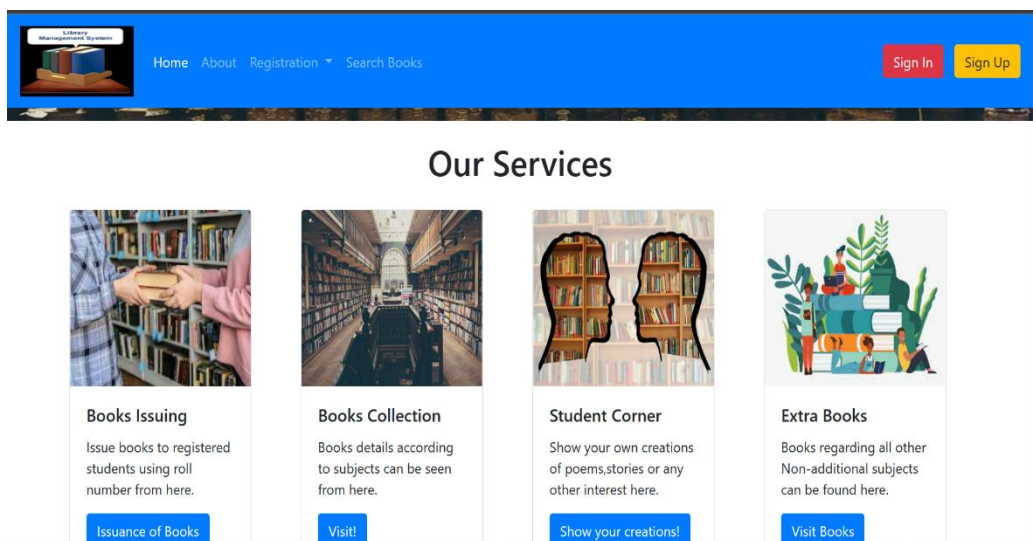 Library
Management System
Home About Registration Search Books
Sign In Sign Up
Our Services
Books Issuing
Issue books to registered
students using roll
number from here.
Issuance of Books
Books Collection
Books details according
to subjects can be seen
from here.
Visit!
Student Corner
Show your own creations
of poems,stories or any
other interest here.
Show your creations!
Extra Books
Books regarding all other
Non-additional subjects
can be found here.
Visit Books